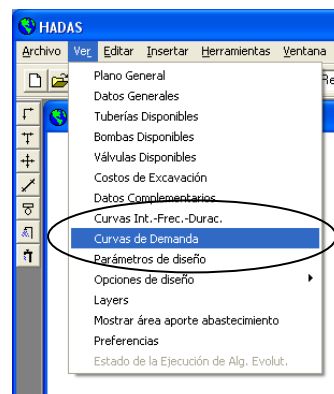 HADAS
Archivo Ver Editar Insertar Herramientas Ventana
Plano General
Datos Generales
Tuberías Disponibles
Bombas Disponibles
Válvulas Disponibles
Costos de Excavación
Datos Complementarios
Curvas Int.-Frec.-Durac.
Curvas de Demanda
Parámetros de diseño
Opciones de diseño
Layers
Mostrar área aporte abastecimiento
Preferencias
Estado de la Ejecución de Alg. Evolut.